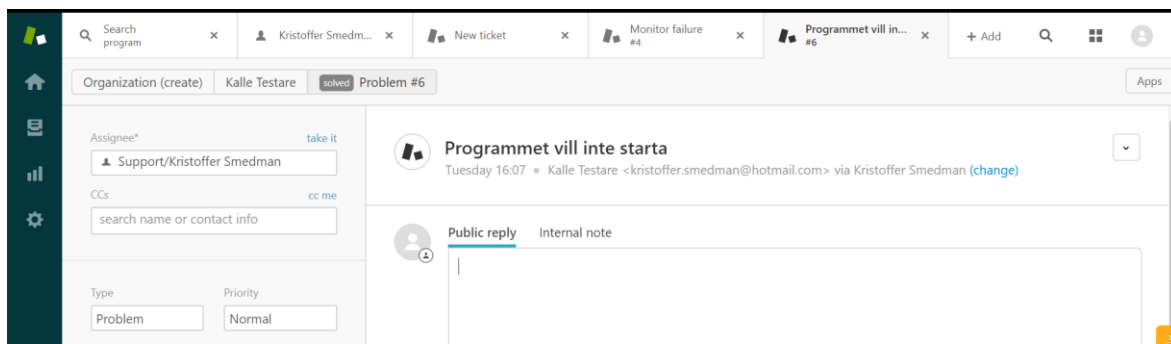 Search
program
Kristoffer Smedm...
New ticket
Monitor failure
#4
Programmet vill in...
#6
+ Add
Organization (create)
Kalle Testare
solved Problem #6
Apps
Assignee*
take it
Support/Kristoffer Smedman
CCs
cc me
search name or contact info
Type
Priority
Problem
Normal
Programmet vill inte starta
Tuesday 16:07 Kalle Testare <kristoffer.smedman@hotmail.com> via Kristoffer Smedman (change)
Public reply
Internal note